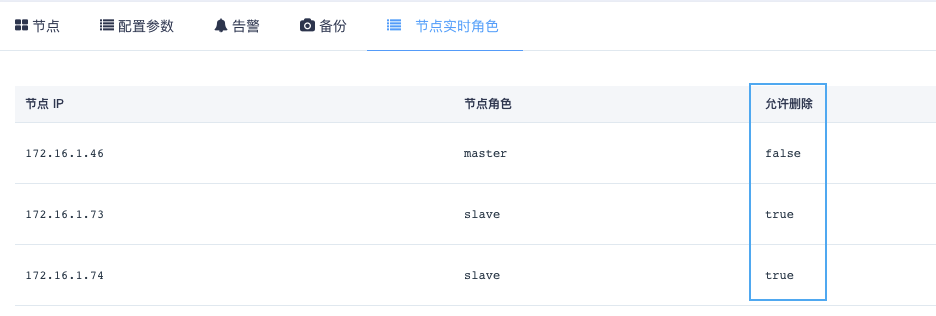 节点 配置参数 告警 备份 节点实时角色
节点 IP 节点角色 允许删除
172.16.1.46 master false
172.16.1.73 slave true
172.16.1.74 slave true